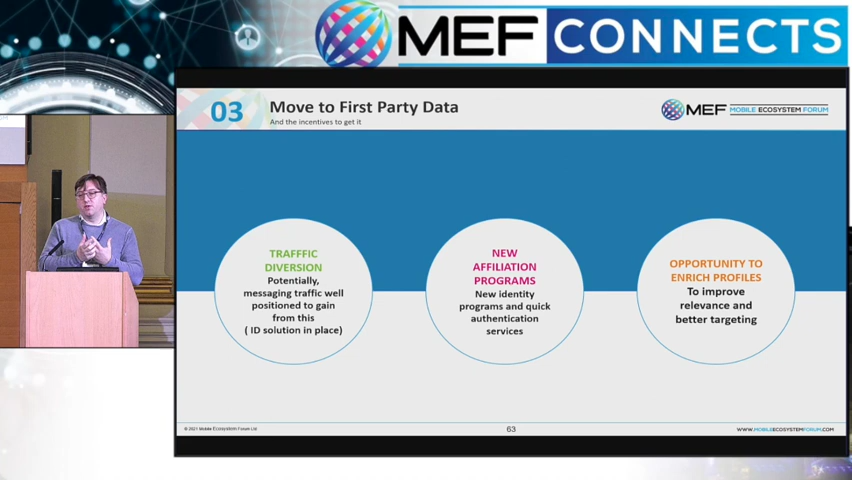 MEF CONNECTS
03
Move to First Party Data
And the incentives to get it
MEF MOBILE ECOSYSTEM FORUM
TRAFFFIC
DIVERSION
Potentially,
messaging traffic well
positioned to gain
from this
( ID solution in place)
NEW
AFFILIATION
PROGRAMS
New identity
programs and quick
authentication
services
OPPORTUNITY TO
ENRICH PROFILES
To improve
relevance and
better targeting
© 2021 Mobile Ecosystem Forum Ltd
63
WWW.MOBILEECOSYSTEMFORUM.COM